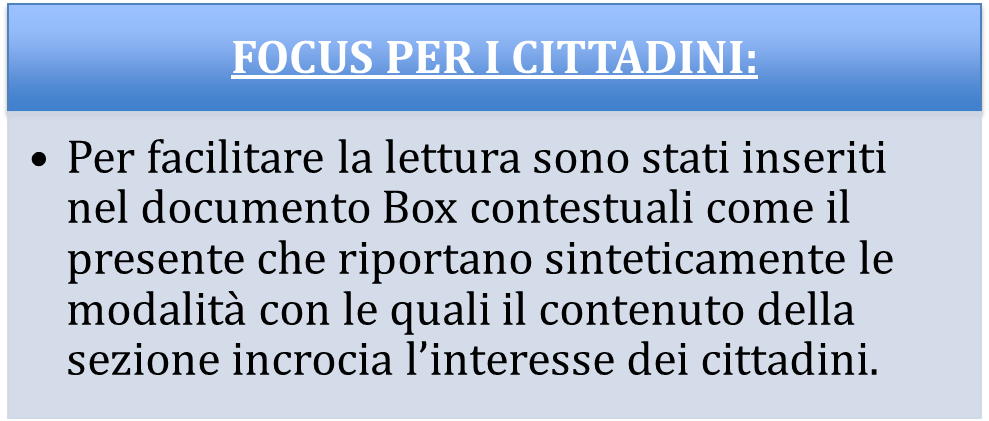 FOCUS PER I CITTADINI:
• Per facilitare la lettura sono stati inseriti
nel documento Box contestuali come il
presente che riportano sinteticamente le
modalità con le quali il contenuto della
sezione incrocia l’interesse dei cittadini.